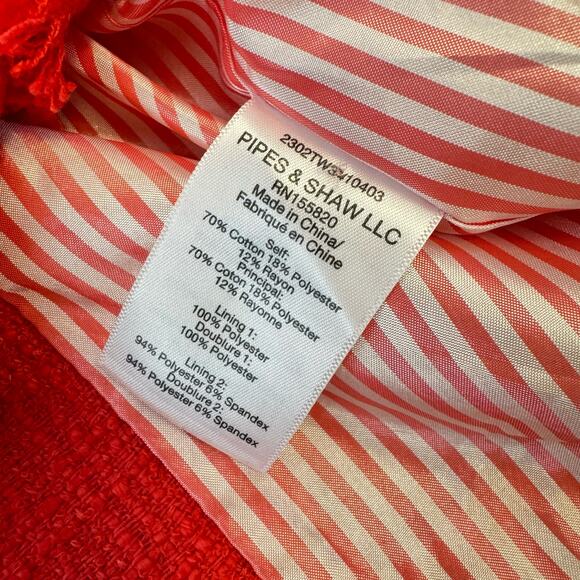 2302TW3410403
PIPES & SHAW LLC
RN155820
Made in China/
Fabriqué en Chine
Self:
70% Cotton 18% Polyester
12% Rayon
Principal:
70% Coton 18% Polyester
12% Rayonne
Lining 1:
100% Polyester
Doublure 1:
100% Polyester
Lining 2:
94% Polyester 6% Spandex
Doublure 2:
94% Polyester 6% Spandex